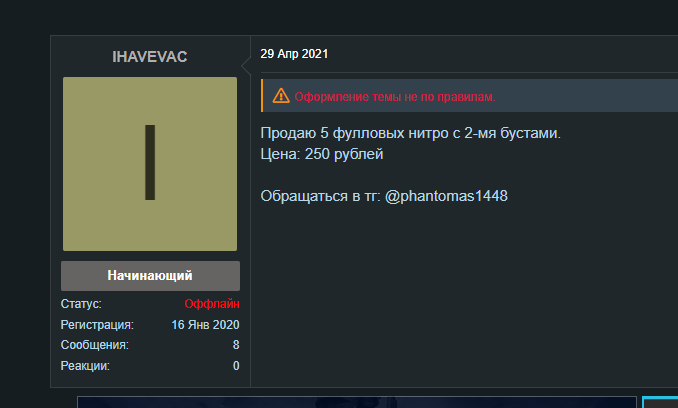 IHAVEVAC
I
Начинающий
Статус: Оффлайн
Регистрация: 16 Янв 2020
Сообщения: 8
Реакции: 0
29 Апр 2021
Оформление темы не по правилам.
Продаю 5 фулловых нитро с 2-мя бустами.
Цена: 250 рублей
Обращаться в тг: @phantomas1448